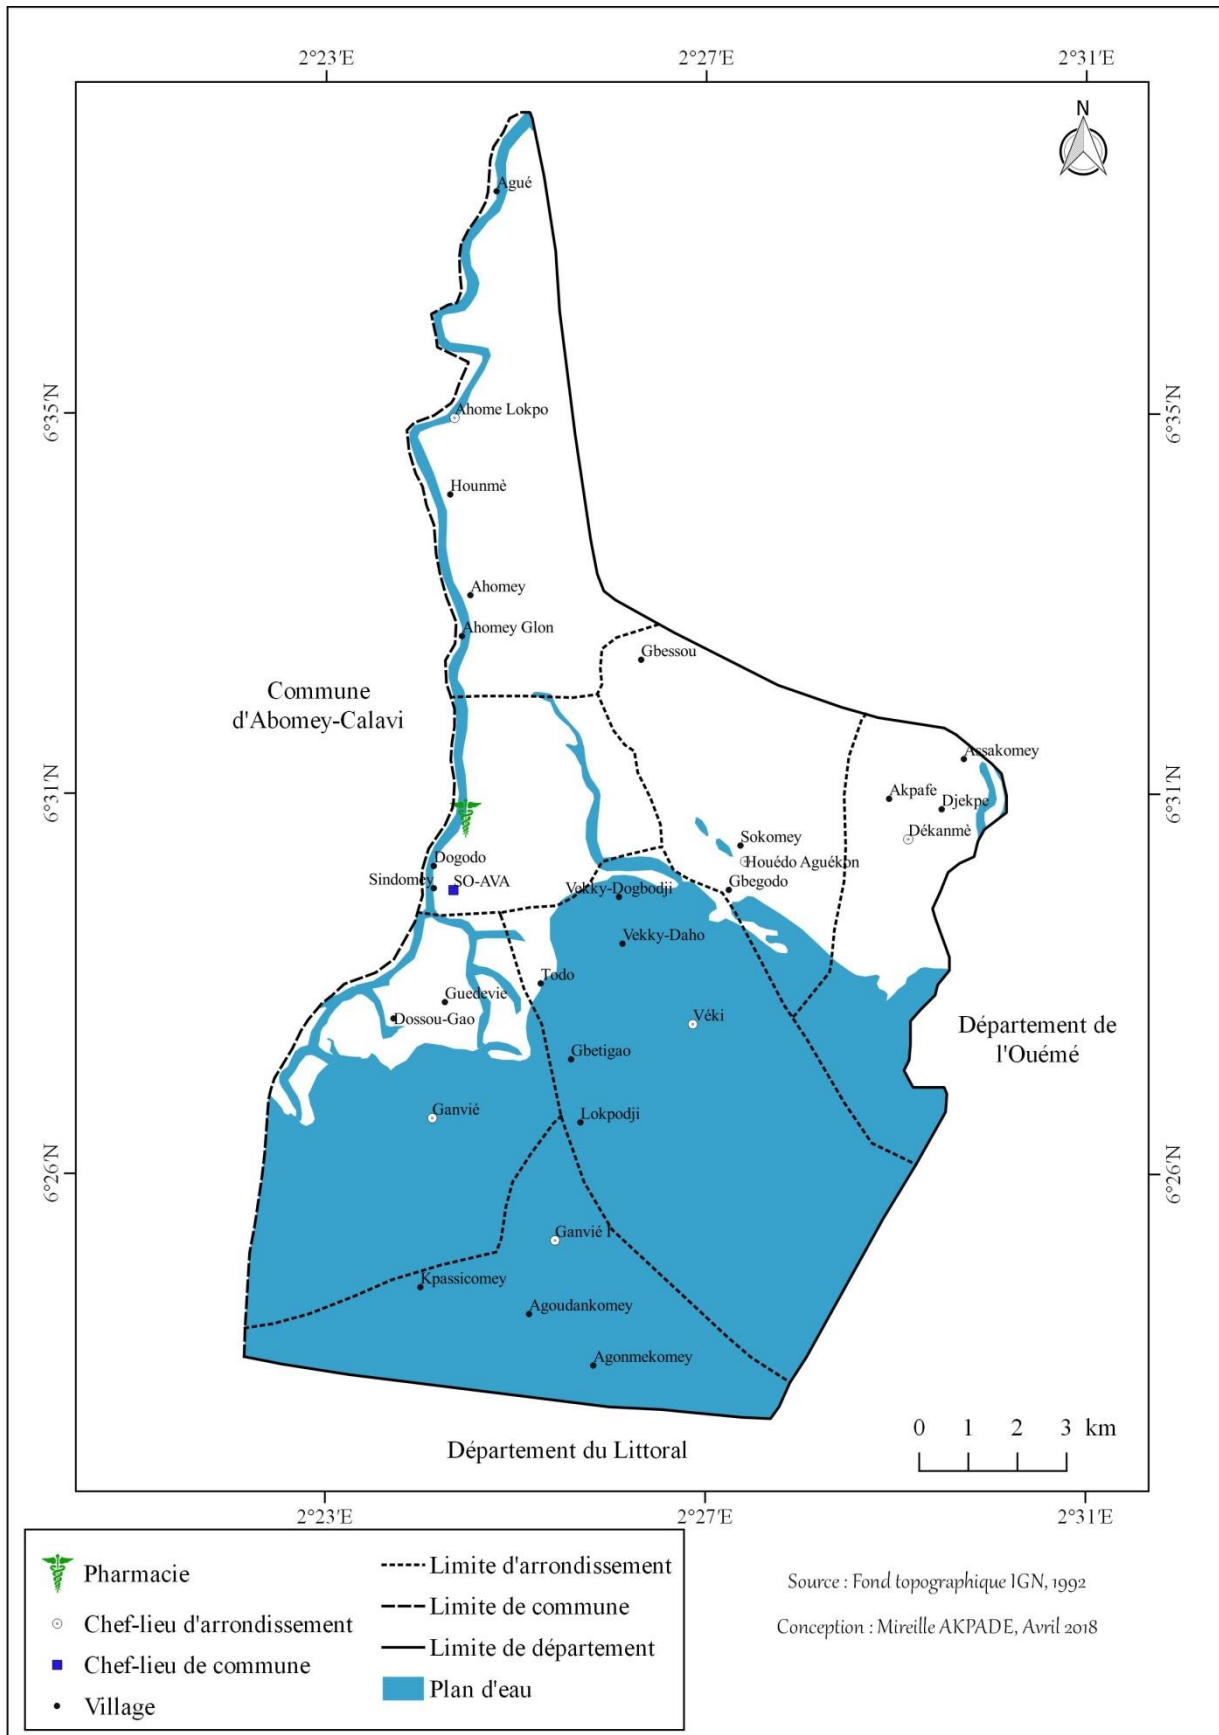 2°23'E
2°27'E
2°31'E
N
Agué
6°35'N
6°35'N
Ahome Lokpo
Hounmè
Ahomey
Ahomey Glon
Gbessou
Commune
d'Abomey-Calavi
Assakomey
6°31'N
6°31'N
Akpafe
Djekpe
Dékanmè
Sokomey
Houédo Aguékon
Dogodo
Sindomey
SO-AVA
Vekky-Dogbodji
Gbegodo
Vekky-Daho
Todo
Guedevie
Dossou-Gao
Véki
Département de
l'Ouémé
Gbetigao
Ganvié
Lokpodji
6°26'N
6°26'N
Ganvié I
Kpassicomey
Agoudankomey
Agonmekomey
0 1 2 3 km
Département du Littoral
2°23'E
2°27'E
2°31'E
Pharmacie
Chef-lieu d'arrondissement
Chef-lieu de commune
Village
Limite d'arrondissement
Limite de commune
Limite de département
Plan d'eau
Source : Fond topographique IGN, 1992
Conception : Mireille AKPADE, Avril 2018